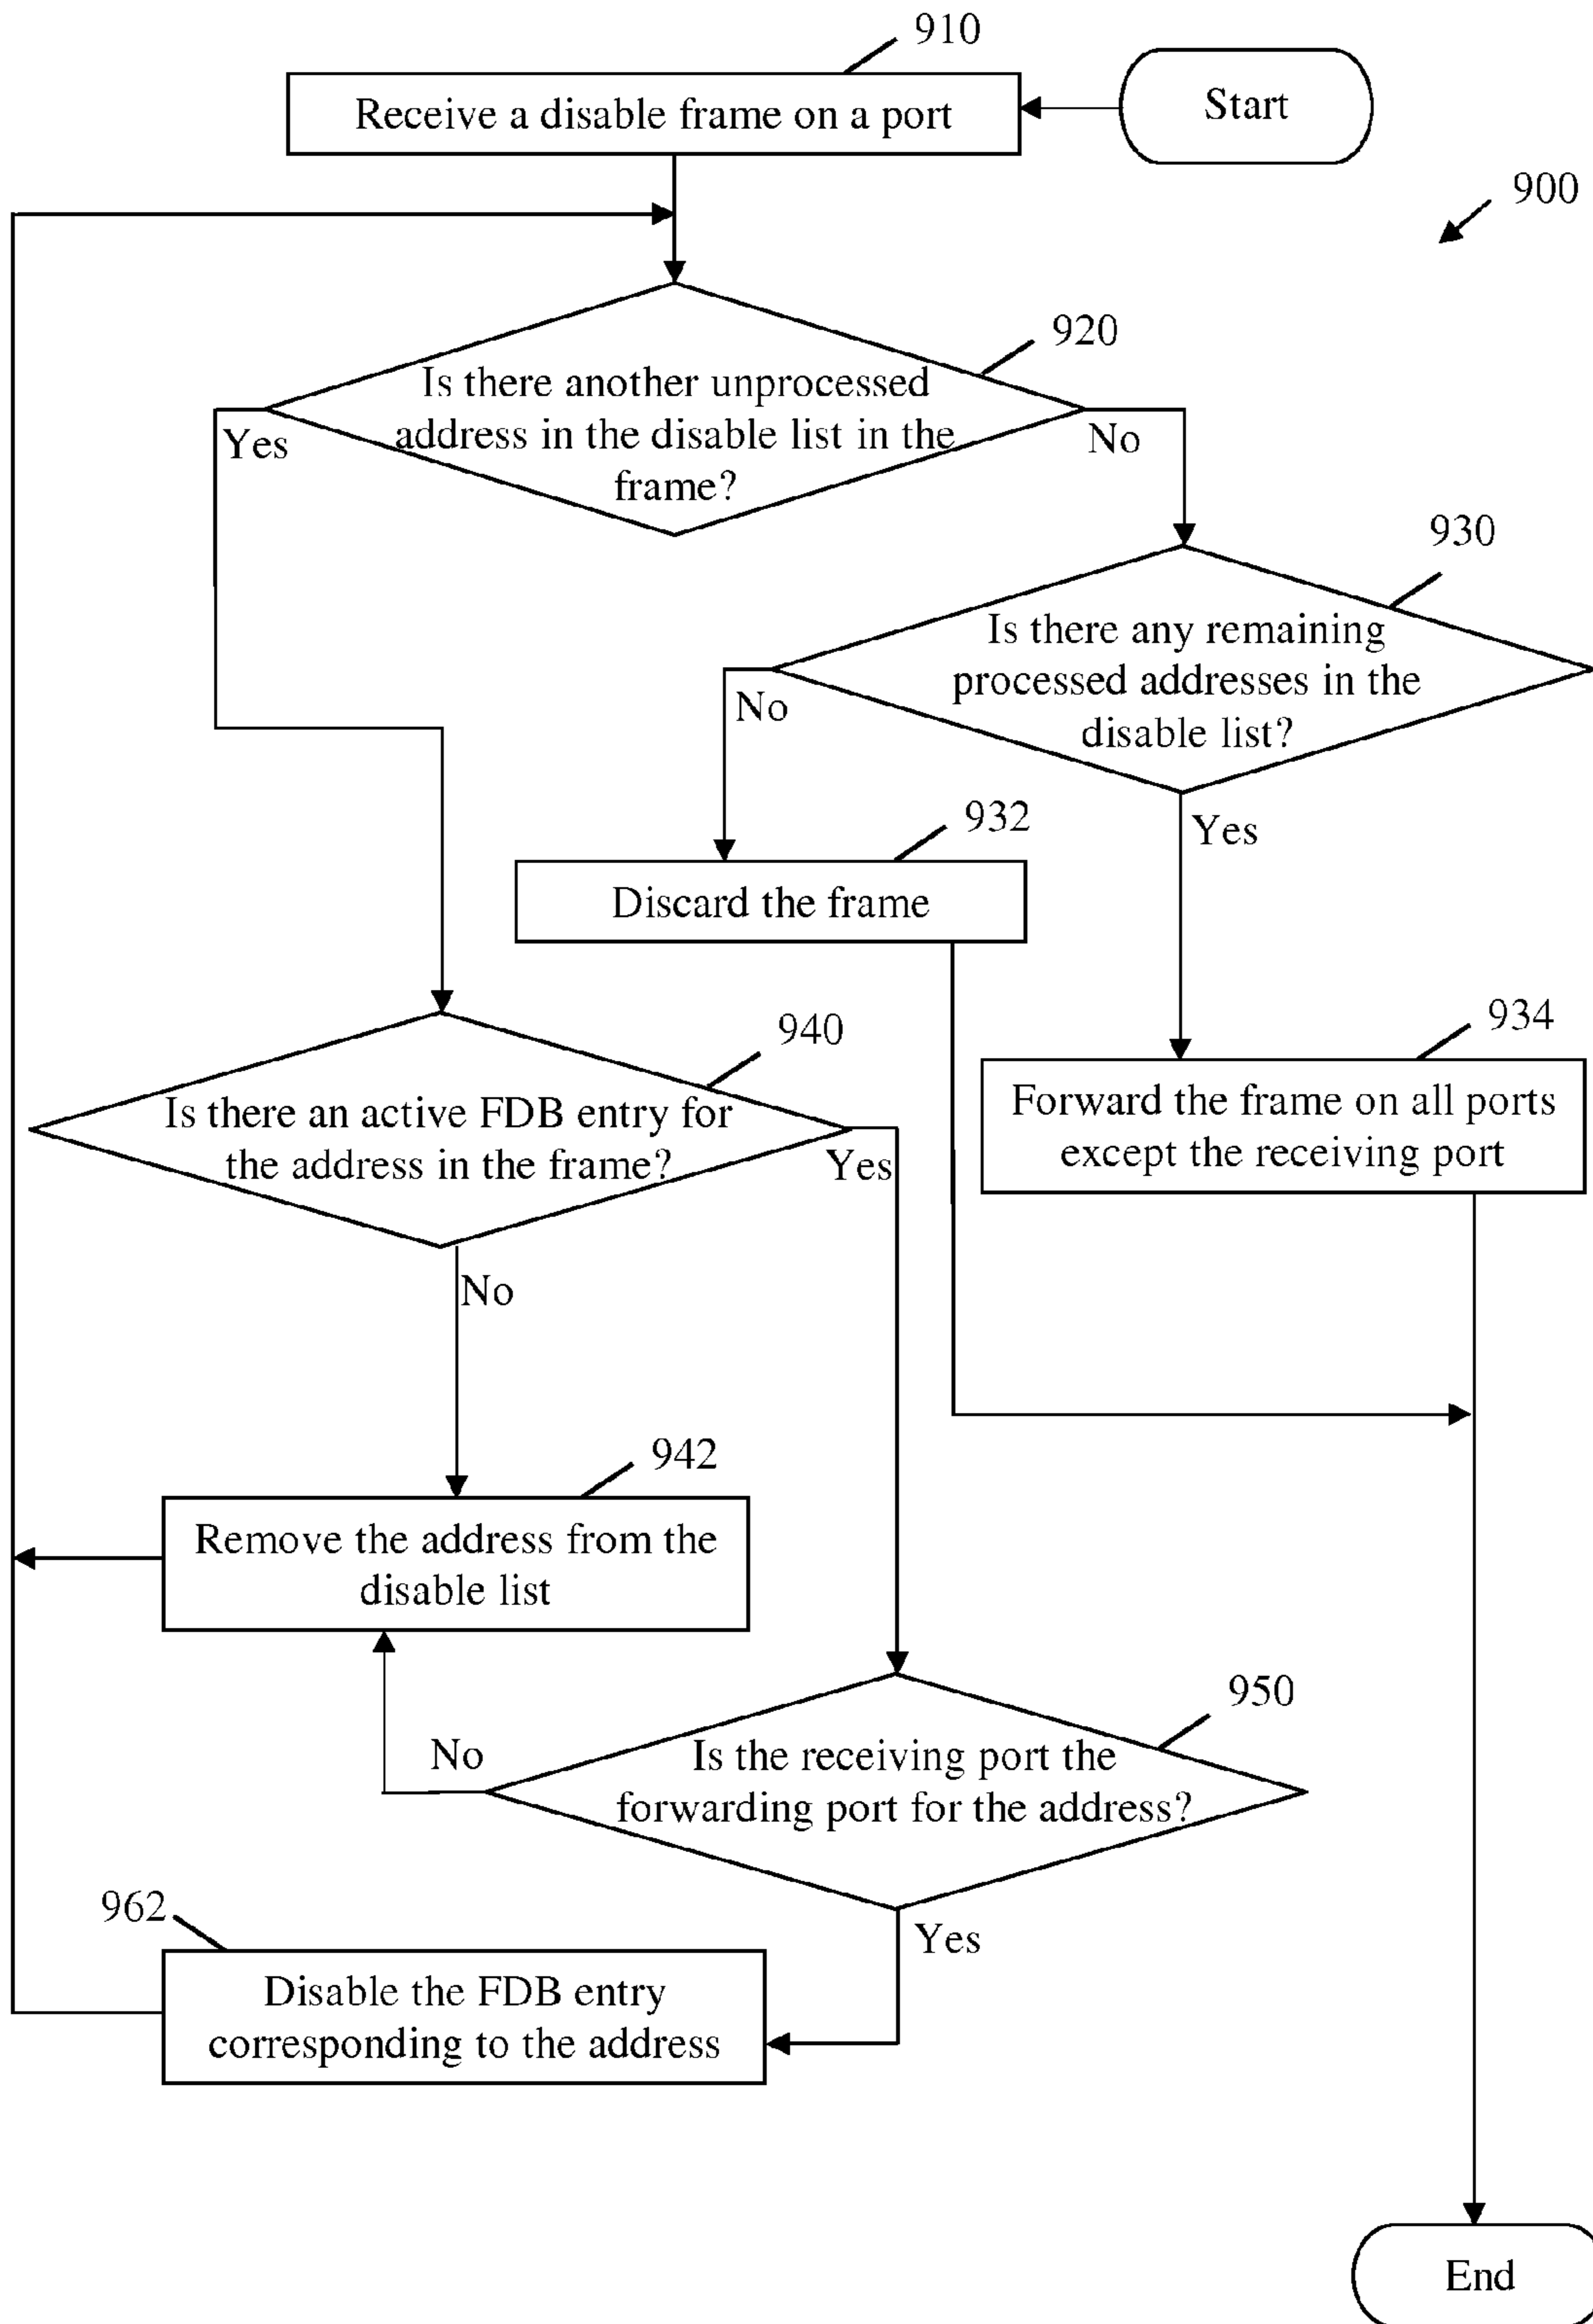 910
Receive a disable frame on a port
Start
900
920
Is there another unprocessed
address in the disable list in the
frame?
Yes
No
930
Is there any remaining
processed addresses in the
disable list?
No
Yes
932
Discard the frame
940
Is there an active FDB entry for
the address in the frame?
Yes
No
934
Forward the frame on all ports
except the receiving port
942
Remove the address from the
disable list
950
Is the receiving port the
forwarding port for the address?
No
Yes
962
Disable the FDB entry
corresponding to the address
End